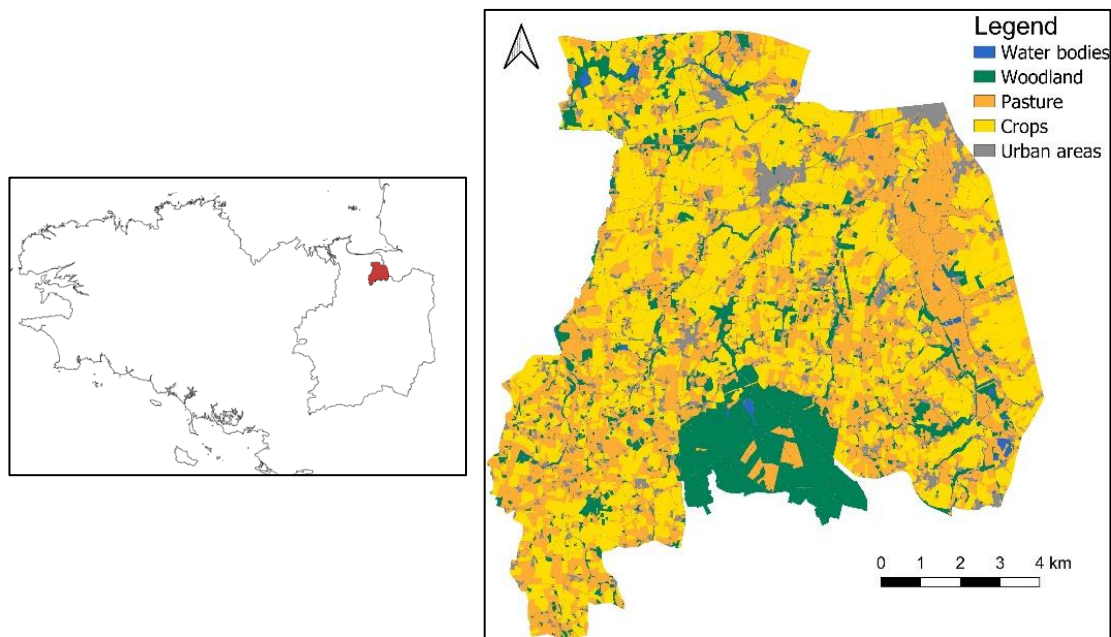 Legend
Water bodies
Woodland
Pasture
Crops
Urban areas
0 1 2 3 4 km